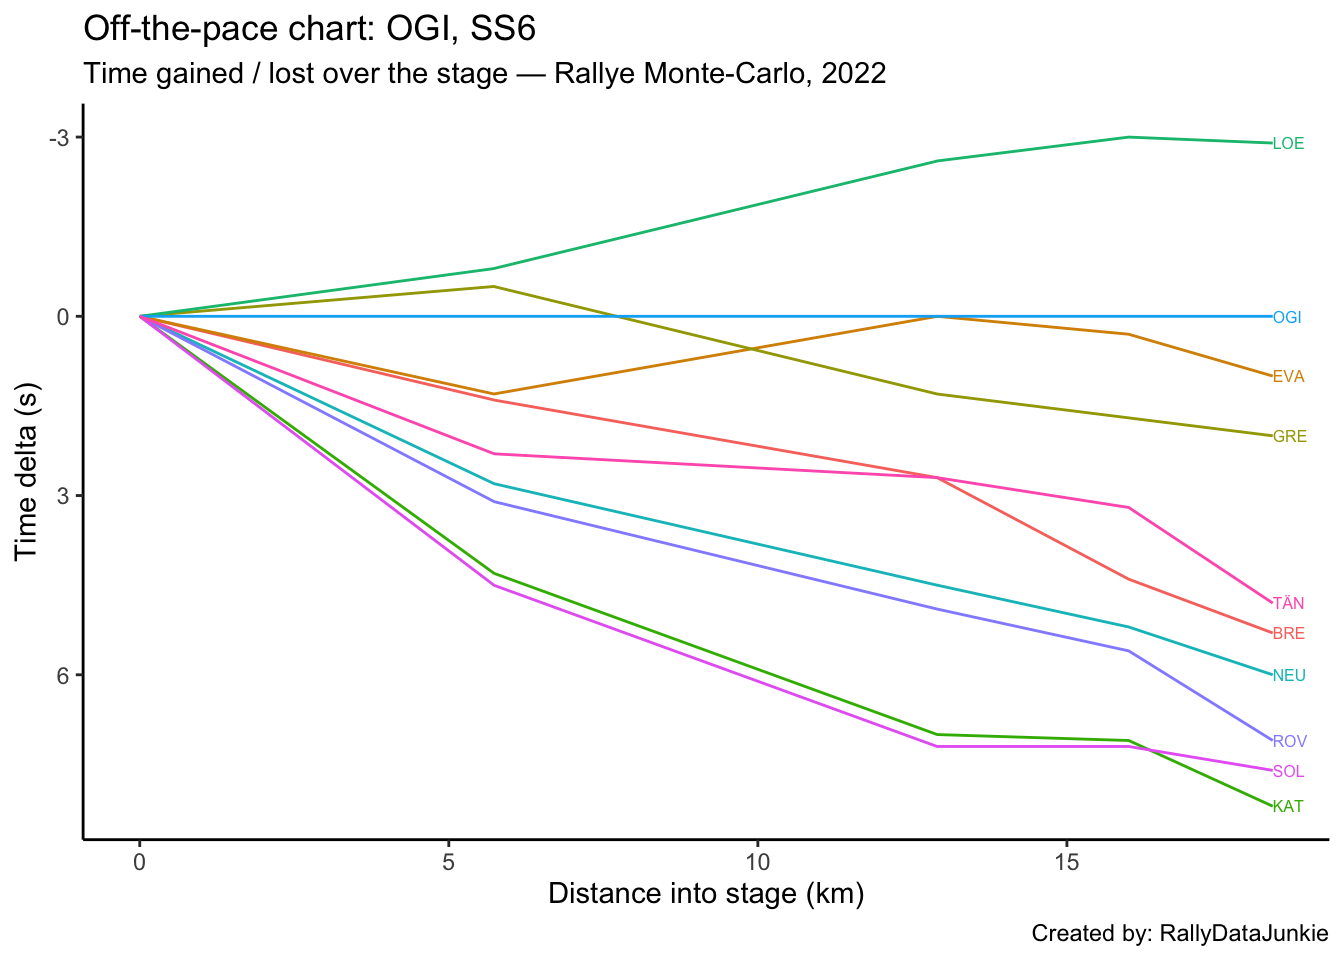 Off-the-pace chart: OGI, SS6
Time gained / lost over the stage — Rallye Monte-Carlo, 2022
-3
0
3
6
Time delta (s)
LOE
OGI
EVA
GRE
TÄN
BRE
NEU
ROV
SOL
KAT
0 5 10 15
Distance into stage (km)
Created by: RallyDataJunkie